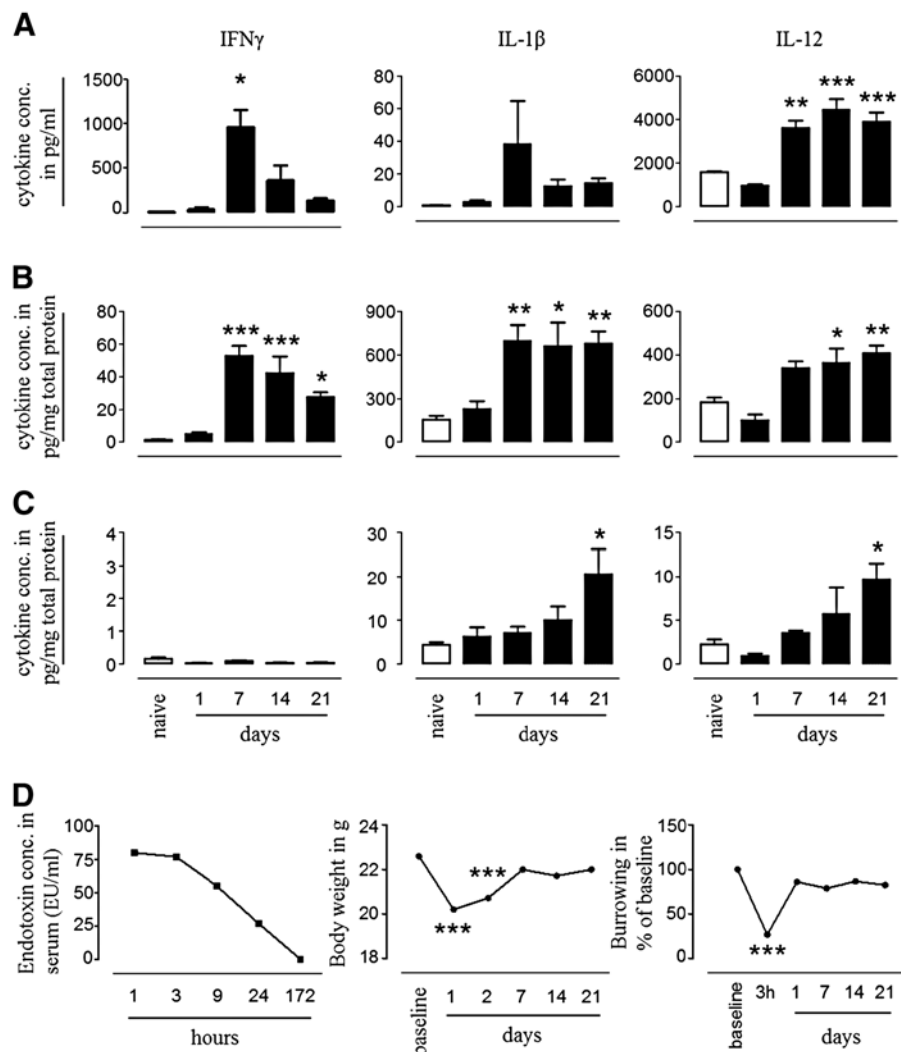 A
IFNγ IL-1β IL-12
cytokine conc.
in pg/ml
1500
1000
500
0
*
80
60
40
20
0
6000
4000
2000
0
** *** ***
B
cytokine conc. in
pg/mg total protein
80
60
40
20
0
*** *** *
900
600
300
0
** * **
600
400
200
0
* **
C
cytokine conc. in
pg/mg total protein
4
3
2
1
0
30
20
10
0
*
15
10
5
0
*
naive 1 7 14 21
days
naive 1 7 14 21
days
naive 1 7 14 21
days
D
Endotoxin conc. in
serum (EU/ml)
100
75
50
25
0
1 3 9 24 172
hours
Body weight in g
24
22
20
18
***
***
baseline 1 2 7 14 21
days
Burrowing in
% of baseline
150
100
50
0
***
baseline 3h 1 7 14 21
days